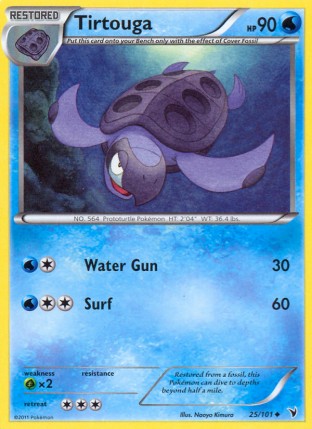 RESTORED
Tirtouga
HP 90
Put this card onto your Bench only with the effect of Cover Fossil
NO. 564 Prototurtle Pokémon HT: 2'04" WT: 36.4 lbs.
Water Gun 30
Surf 60
weakness resistance
×2
retreat
Restored from a fossil, this
Pokémon can dive to depths
beyond half a mile.
©2011 Pokémon
Illus. Naoyo Kimura
25/101